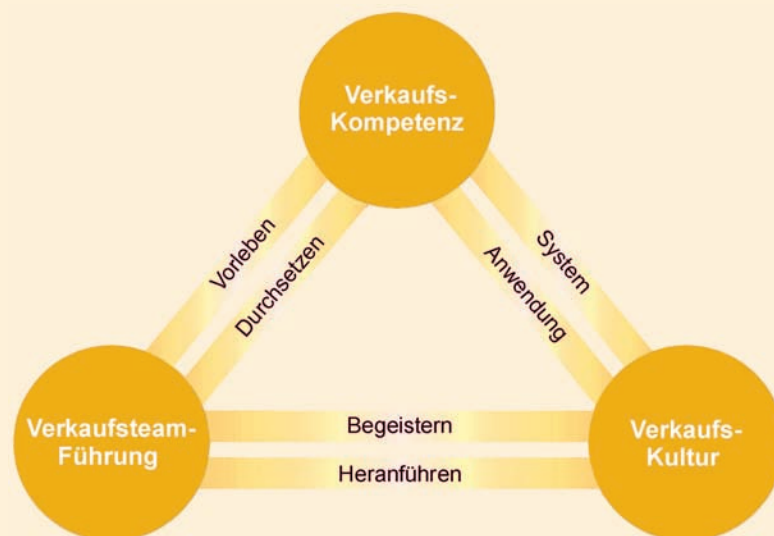 Verkaufs-
Kompetenz
Vorleben
Durchsetzen
System
Anwendung
Verkaufsteam-
Führung
Begeistern
Heranführen
Verkaufs-
Kultur